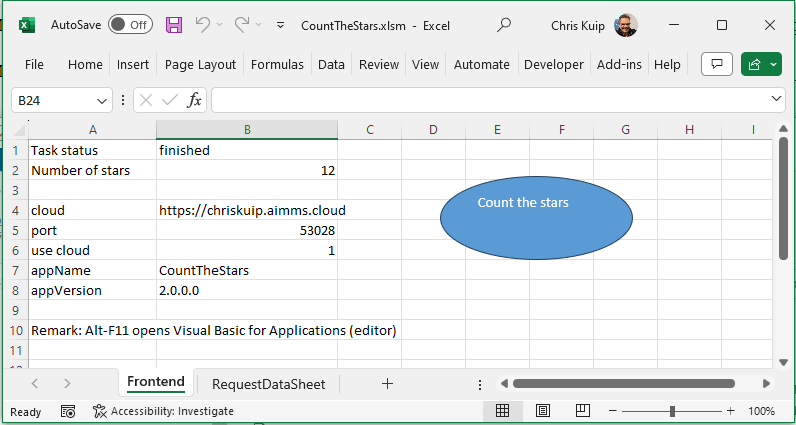 AutoSave Off CountTheStars.xlsm - Excel Chris Kuip
File Home Insert Page Layout Formulas Data Review View Automate Developer Add-ins Help
B24 fx
A B C D E F G H I
1 Task status finished
2 Number of stars 12
3
4 cloud https://chriskuip.aimms.cloud
5 port 53028
6 use cloud 1
7 appName CountTheStars
8 appVersion 2.0.0.0
9
10 Remark: Alt-F11 opens Visual Basic for Applications (editor)
11
Count the stars
Frontend RequestDataSheet
Ready Accessibility: Investigate 100%